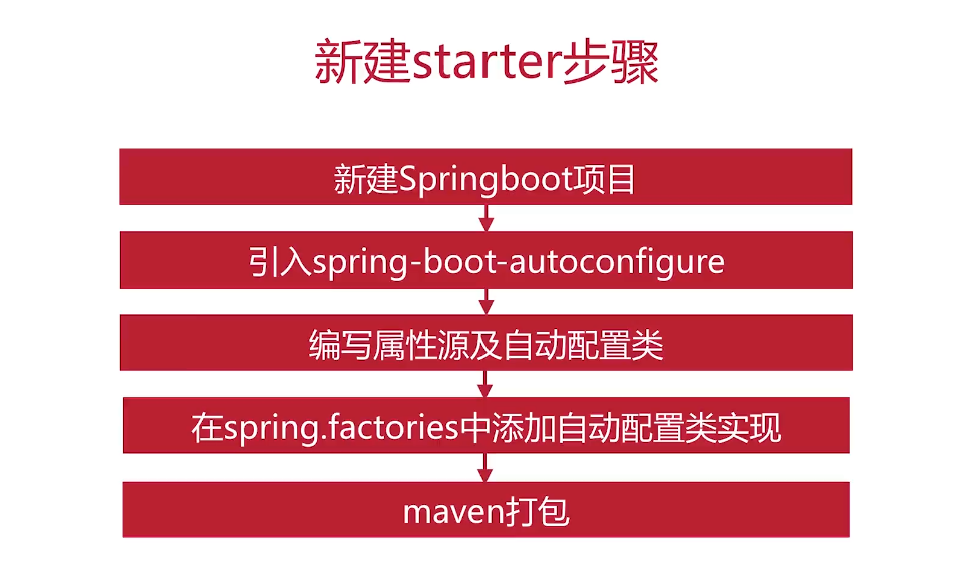 新建starter步骤
新建Springboot项目
引入spring-boot-autoconfigure
编写属性源及自动配置类
在spring.factories中添加自动配置类实现
maven打包